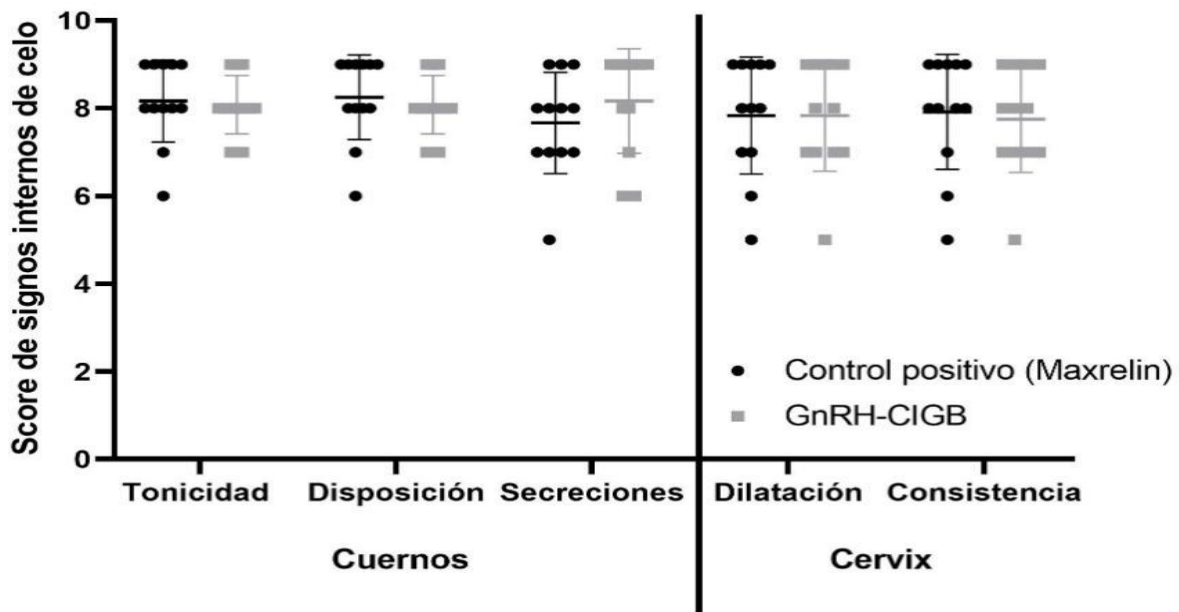 Score de signos internos de celo
10
8
6
4
2
0
Control positivo (Maxrelin)
GnRH-CIGB
Tonicidad Disposición Secreciones Dilatación Consistencia
Cuernos Cervix